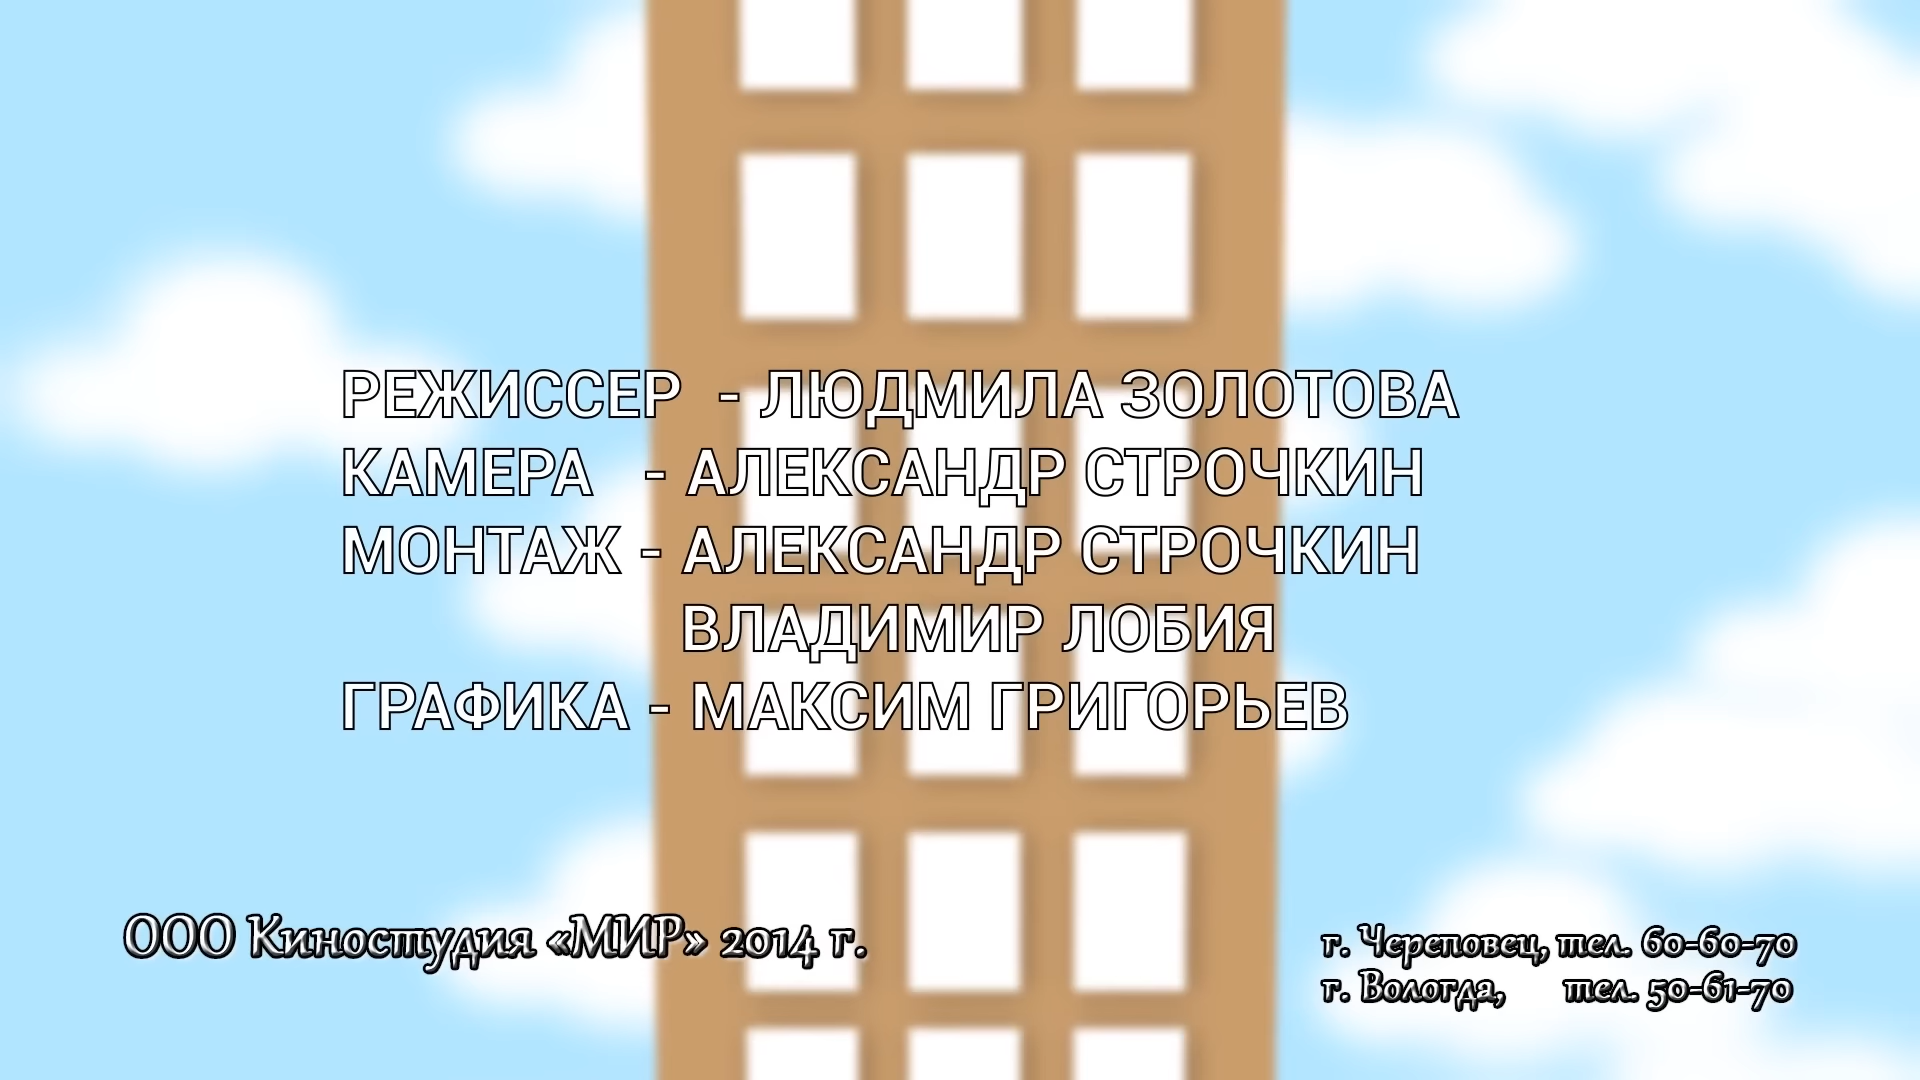 РЕЖИССЕР - ЛЮДМИЛА ЗОЛОТОВА
КАМЕРА - АЛЕКСАНДР СТРОЧКИН
МОНТАЖ - АЛЕКСАНДР СТРОЧКИН
ВЛАДИМИР ЛОБИЯ
ГРАФИКА - МАКСИМ ГРИГОРЬЕВ
ООО Киностудия «МИР» 2014 г.
г. Череповец, тел. 60-60-70
г. Вологда, тел. 50-61-70